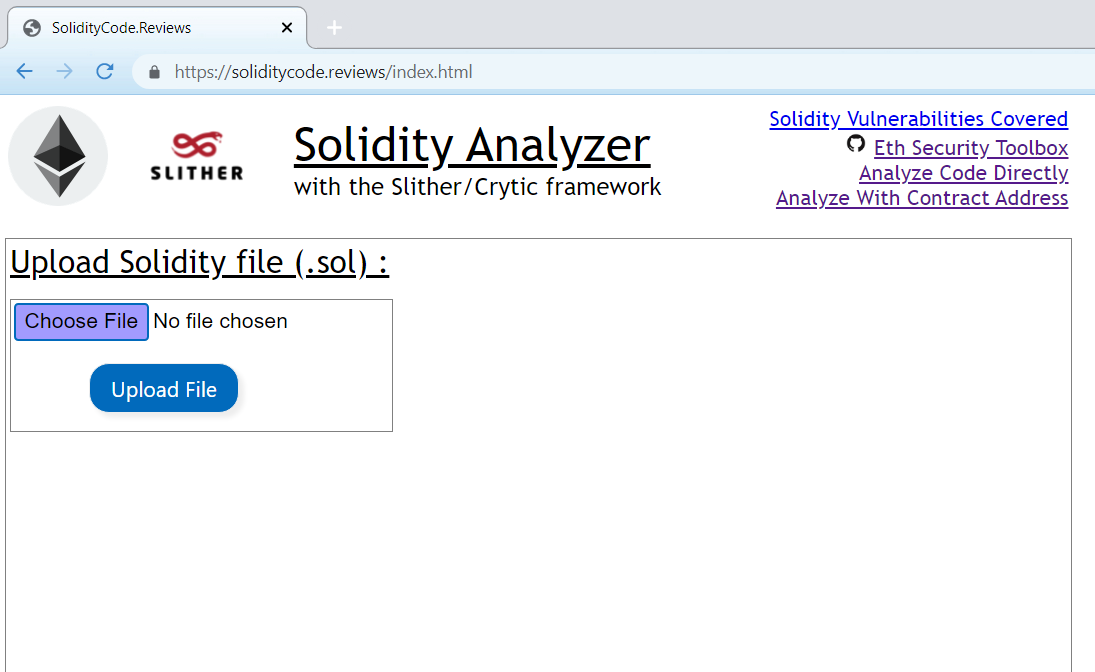 SolidityCode.Reviews
https://soliditycode.reviews/index.html
SLITHER
Solidity Analyzer
with the Slither/Crytic framework
Solidity Vulnerabilities Covered
Eth Security Toolbox
Analyze Code Directly
Analyze With Contract Address
Upload Solidity file (.sol) :
Choose File No file chosen
Upload File